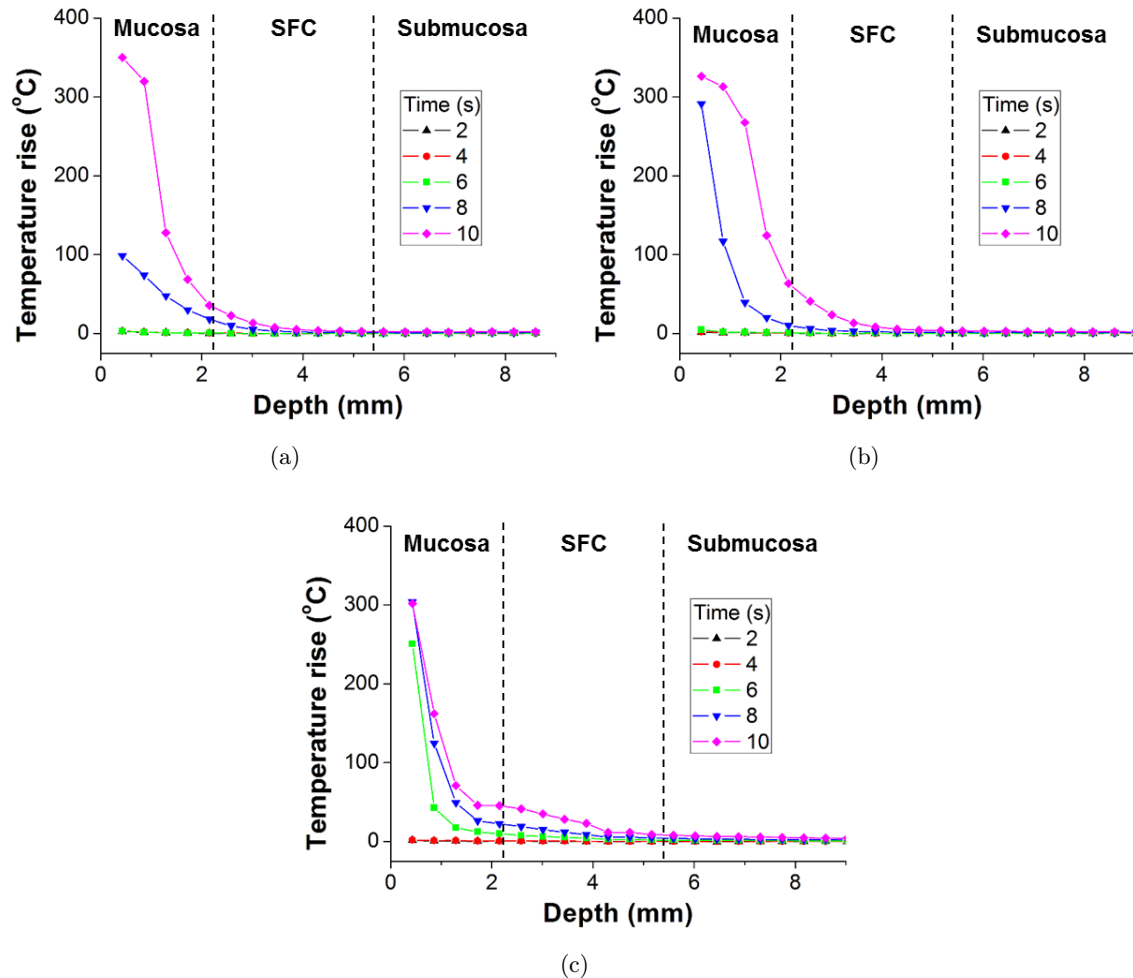 Mucosa SFC Submucosa
Temperature rise (°C)
400
300
200
100
0
Time (s)
2
4
6
8
10
0 2 4 6 8
Depth (mm)
(a)
Mucosa SFC Submucosa
Temperature rise (°C)
400
300
200
100
0
Time (s)
2
4
6
8
10
0 2 4 6 8
Depth (mm)
(b)
Mucosa SFC Submucosa
Temperature rise (°C)
400
300
200
100
0
Time (s)
2
4
6
8
10
0 2 4 6 8
Depth (mm)
(c)